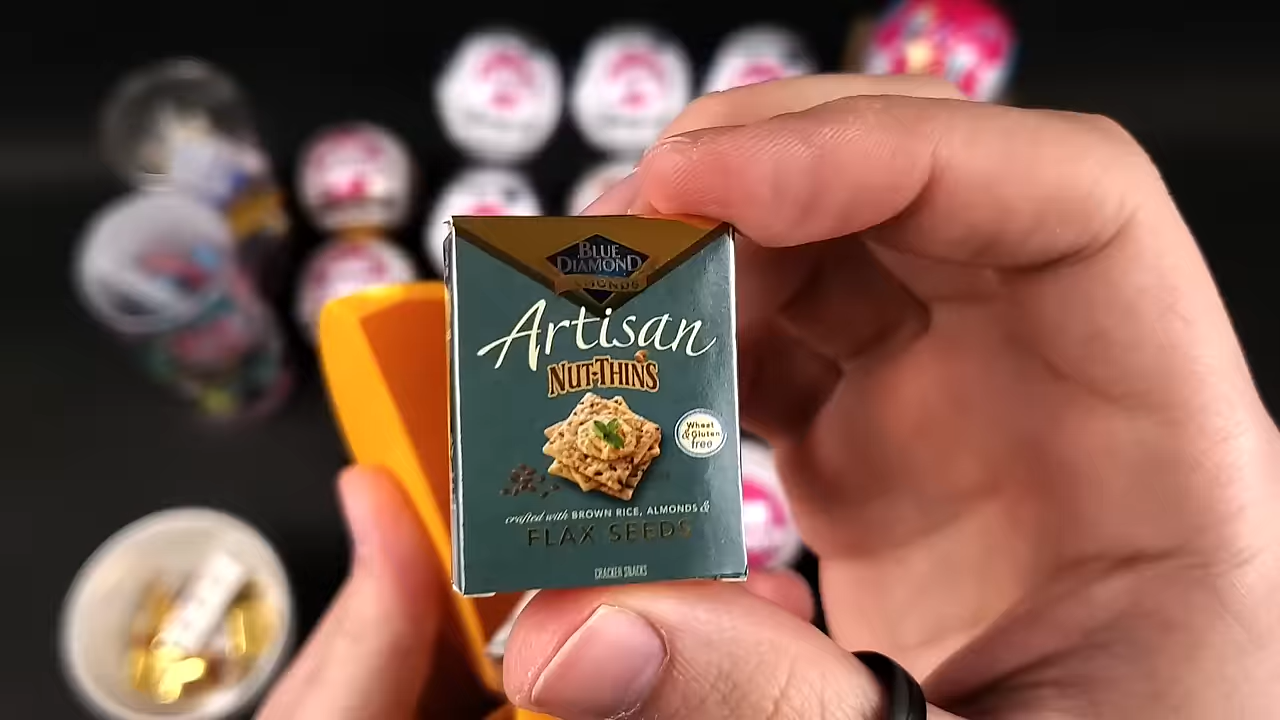 BLUE
DIAMOND
ALMONDS
Artisan
NUT-THINS
Wheat
& Gluten
free
crafted with BROWN RICE, ALMONDS &
FLAX SEEDS
CRACKER SNACKS